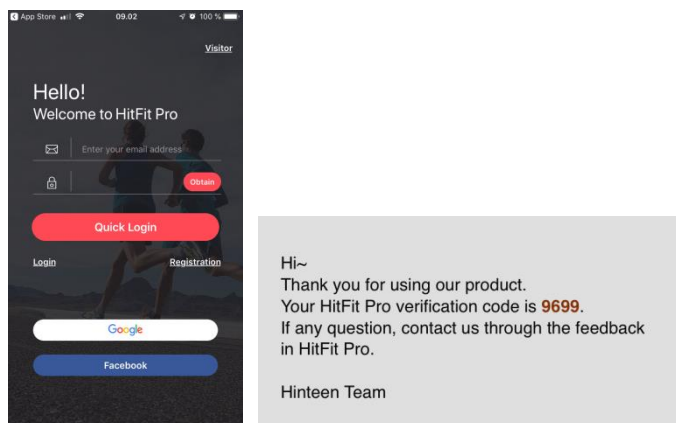 App Store 09.02 100 %
Visitor
Hello!
Welcome to HitFit Pro
Enter your email address
Obtain
Quick Login
Login Registration
Google
Facebook
Hi~
Thank you for using our product.
Your HitFit Pro verification code is 9699.
If any question, contact us through the feedback
in HitFit Pro.
Hinteen Team